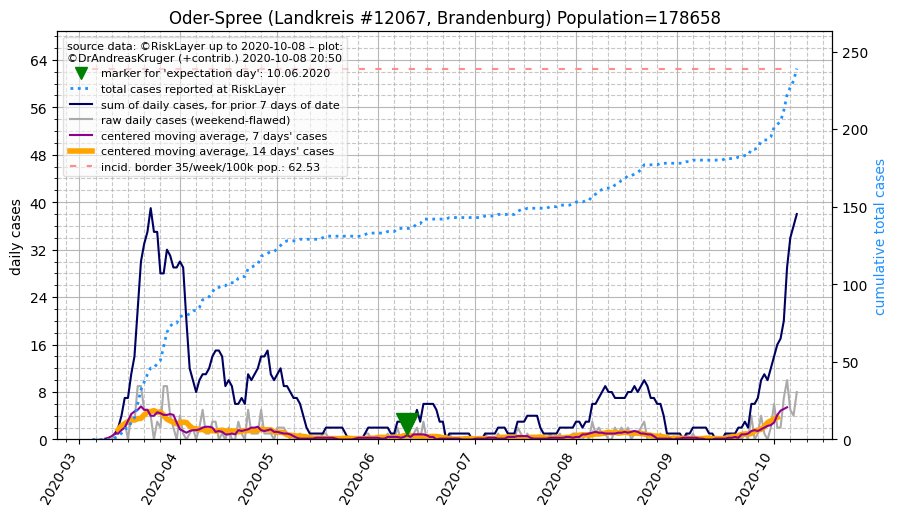 Oder-Spree (Landkreis #12067, Brandenburg) Population=178658
source data: ©RiskLayer up to 2020-10-08 – plot:
©DrAndreasKruger (+contrib.) 2020-10-08 20:50
marker for 'expectation day': 10.06.2020
total cases reported at RiskLayer
sum of daily cases, for prior 7 days of date
raw daily cases (weekend-flawed)
centered moving average, 7 days' cases
centered moving average, 14 days' cases
incid. border 35/week/100k pop.: 62.53
daily cases
64
56
48
40
32
24
16
8
0
cumulative total cases
250
200
150
100
50
0
2020-03
2020-04
2020-05
2020-06
2020-07
2020-08
2020-09
2020-10